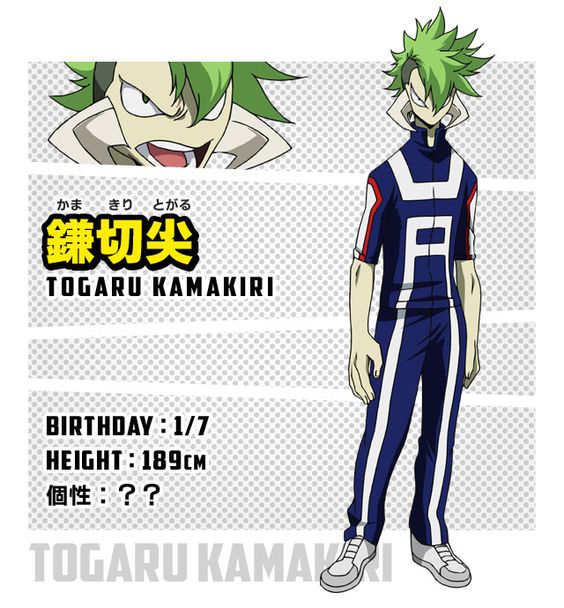 かま きり とがる
鎌切尖
TOGARU KAMAKIRI
BIRTHDAY : 1/7
HEIGHT : 189CM
個性 : ？？
TOGARU KAMAKIRI